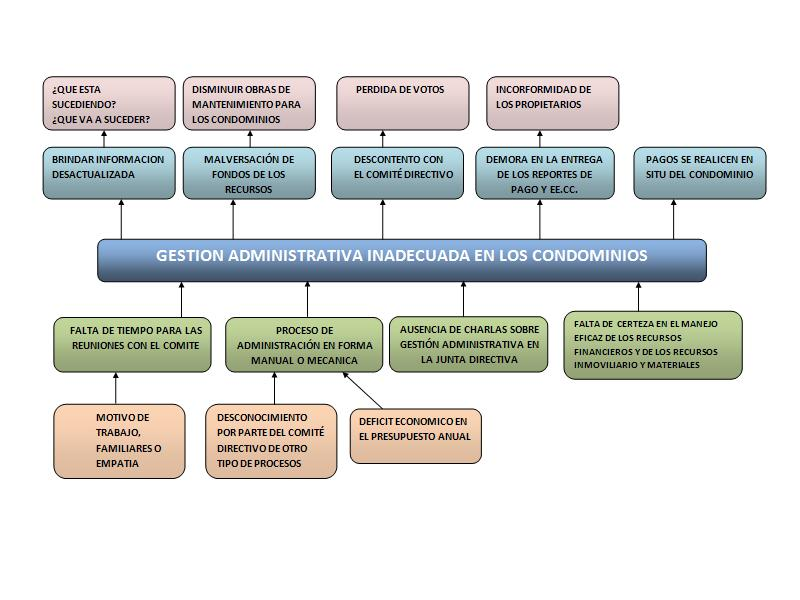 ¿QUE ESTA
SUCEDIENDO?
¿QUE VA A SUCEDER?
DISMINUIR OBRAS DE
MANTENIMIENTO PARA
LOS CONDOMINIOS
PERDIDA DE VOTOS
INCORFORMIDAD DE
LOS PROPIETARIOS
BRINDAR INFORMACION
DESACTUALIZADA
MALVERSACIÓN DE
FONDOS DE LOS
RECURSOS
DESCONTENTO CON
EL COMITÉ DIRECTIVO
DEMORA EN LA ENTREGA
DE LOS REPORTES DE
PAGO Y EE.CC.
PAGOS SE REALICEN EN
SITU DEL CONDOMINIO
GESTION ADMINISTRATIVA INADECUADA EN LOS CONDOMINIOS
FALTA DE TIEMPO PARA LAS
REUNIONES CON EL COMITE
PROCESO DE
ADMINISTRACIÓN EN FORMA
MANUAL O MECANICA
AUSENCIA DE CHARLAS SOBRE
GESTIÓN ADMINISTRATIVA EN
LA JUNTA DIRECTIVA
FALTA DE CERTEZA EN EL MANEJO
EFICAZ DE LOS RECURSOS
FINANCIEROS Y DE LOS RECURSOS
INMOVILIARIO Y MATERIALES
MOTIVO DE
TRABAJO,
FAMILIARES O
EMPATIA
DESCONOCIMIENTO
POR PARTE DEL COMITÉ
DIRECTIVO DE OTRO
TIPO DE PROCESOS
DEFICIT ECONOMICO EN
EL PRESUPUESTO ANUAL